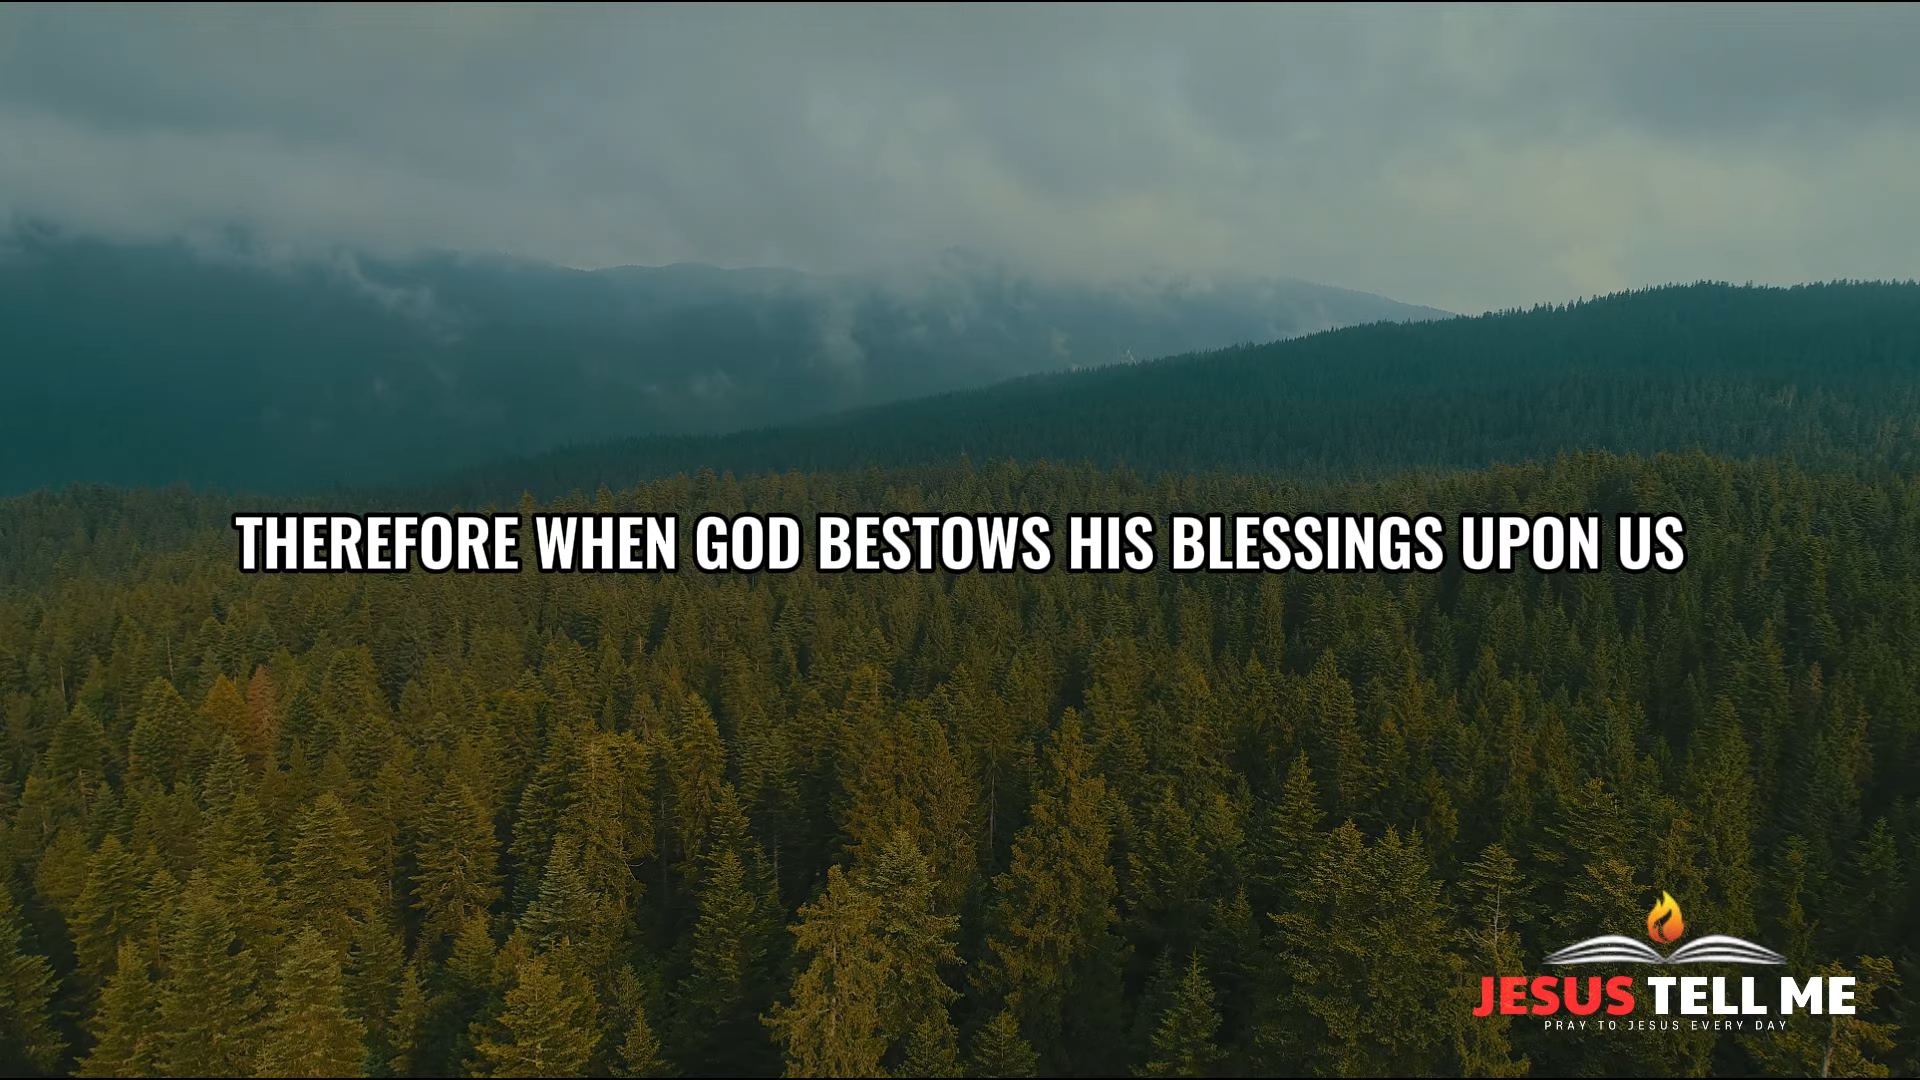 THEREFORE WHEN GOD BESTOWS HIS BLESSINGS UPON US
JESUS TELL ME
PRAY TO JESUS EVERY DAY